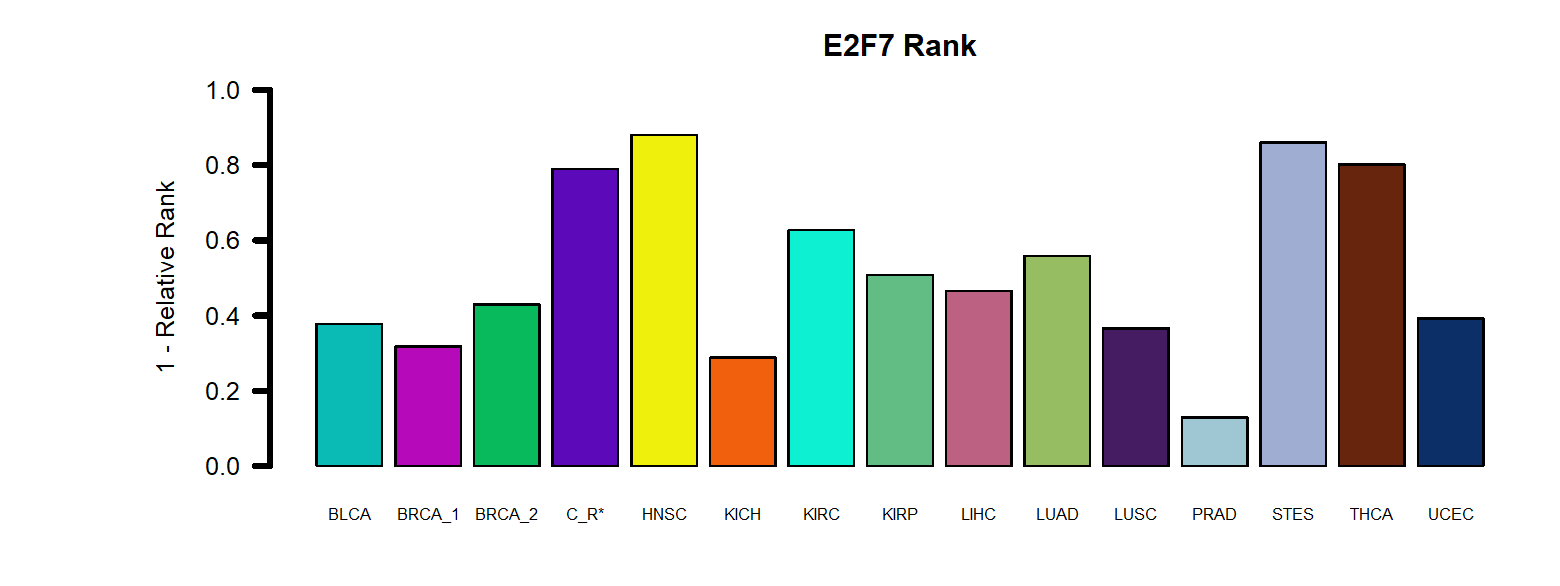 E2F7 Rank
1.0
0.8
0.6
0.4
0.2
0.0
1 - Relative Rank
BLCA BRCA_1 BRCA_2 C_R* HNSC KICH KIRC KIRP LIHC LUAD LUSC PRAD STES THCA UCEC